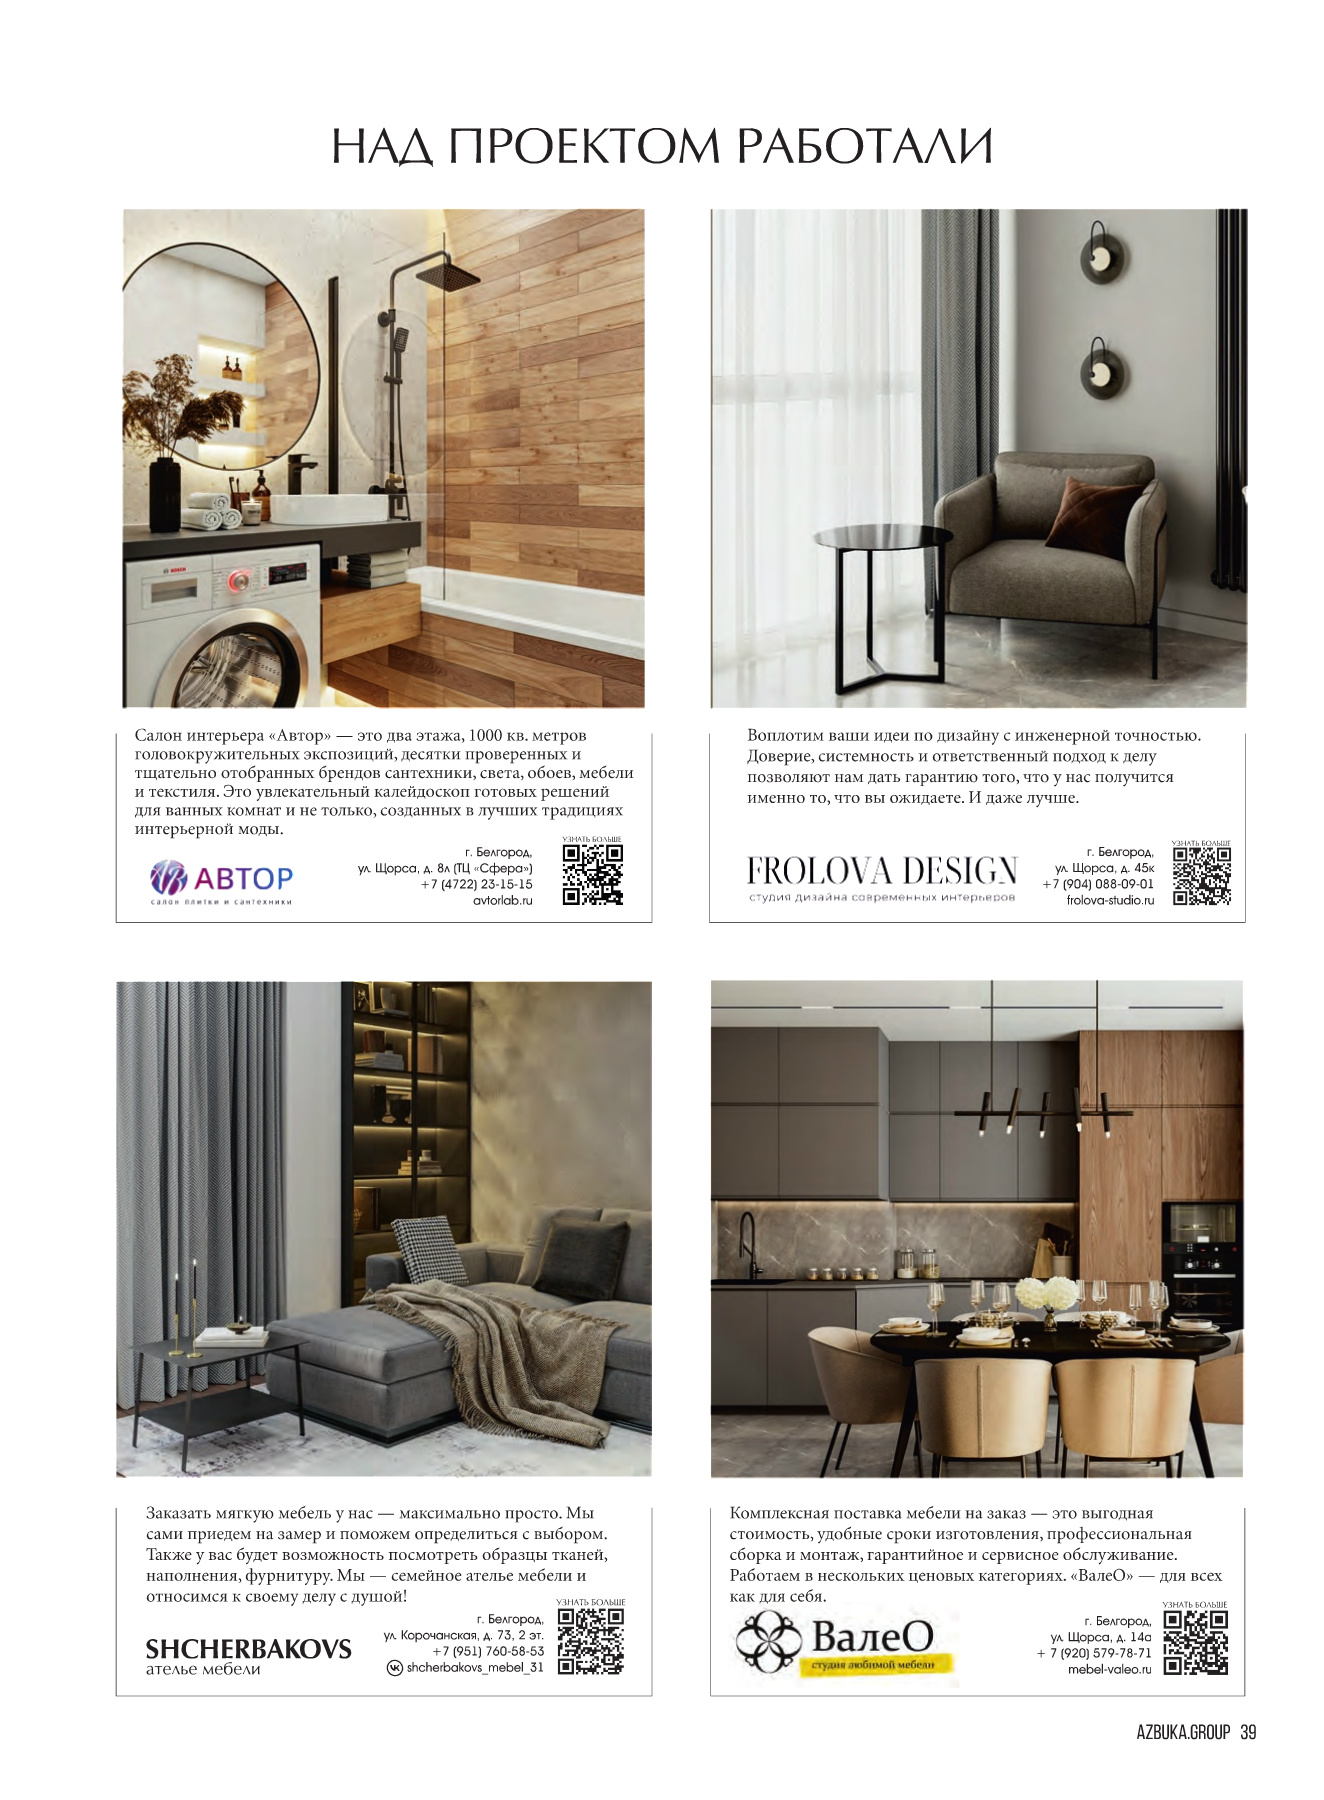 НАД ПРОЕКТОМ РАБОТАЛИ
BOSCH
Салон интерьера «Автор» — это два этажа, 1000 кв. метров
головокружительных экспозиций, десятки проверенных и
тщательно отобранных брендов сантехники, света, обоев, мебели
и текстиля. Это увлекательный калейдоскоп готовых решений
для ванных комнат и не только, созданных в лучших традициях
интерьерной моды.
АВТОР
салон плитки и сантехники
г. Белгород,
ул. Щорса, д. 8л (ТЦ «Сфера»)
+7 (4722) 23-15-15
avtorlab.ru
УЗНАТЬ БОЛЬШЕ
Воплотим ваши идеи по дизайну с инженерной точностью.
Доверие, системность и ответственный подход к делу
позволяют нам дать гарантию того, что у нас получится
именно то, что вы ожидаете. И даже лучше.
FROLOVA DESIGN
студия дизайна современных интерьеров
г. Белгород,
ул. Щорса, д. 45к
+7 (904) 088-09-01
frolova-studio.ru
УЗНАТЬ БОЛЬШЕ
Заказать мягкую мебель у нас — максимально просто. Мы
сами приедем на замер и поможем определиться с выбором.
Также у вас будет возможность посмотреть образцы тканей,
наполнения, фурнитуру. Мы — семейное ателье мебели и
относимся к своему делу с душой!
SHCHERBAKOVS
ателье мебели
г. Белгород,
ул. Корочанская, д. 73, 2 эт.
+7 (951) 760-58-53
shcherbakovs_mebel_31
УЗНАТЬ БОЛЬШЕ
Комплексная поставка мебели на заказ — это выгодная
стоимость, удобные сроки изготовления, профессиональная
сборка и монтаж, гарантийное и сервисное обслуживание.
Работаем в нескольких ценовых категориях. «ВалеО» — для всех
как для себя.
ВалеО
студия любимой мебели
г. Белгород,
ул. Щорса, д. 14а
+ 7 (920) 579-78-71
mebel-valeo.ru
УЗНАТЬ БОЛЬШЕ
AZBUKA.GROUP 39